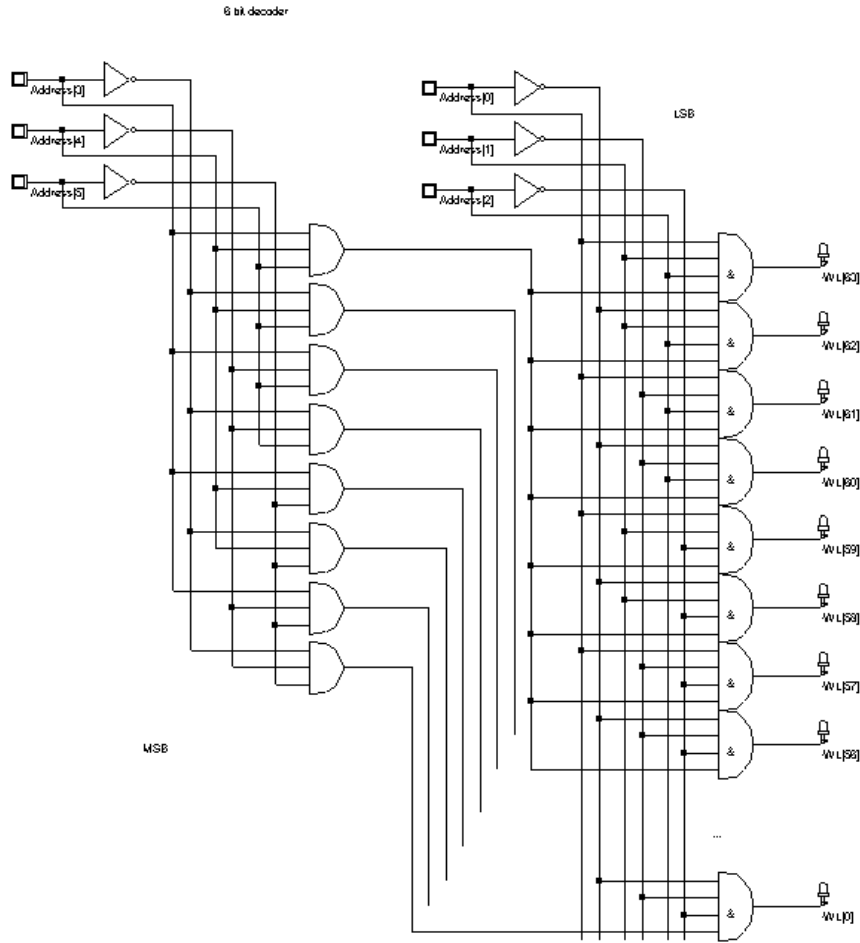 6 bit decoder
Address[3]
Address[4]
Address[5]
Address[0]
Address[1]
Address[2]
LSB
&
WL[63]
&
WL[62]
&
WL[61]
&
WL[60]
&
WL[59]
&
WL[58]
&
WL[57]
&
WL[56]
MSB
...
&
WL[0]